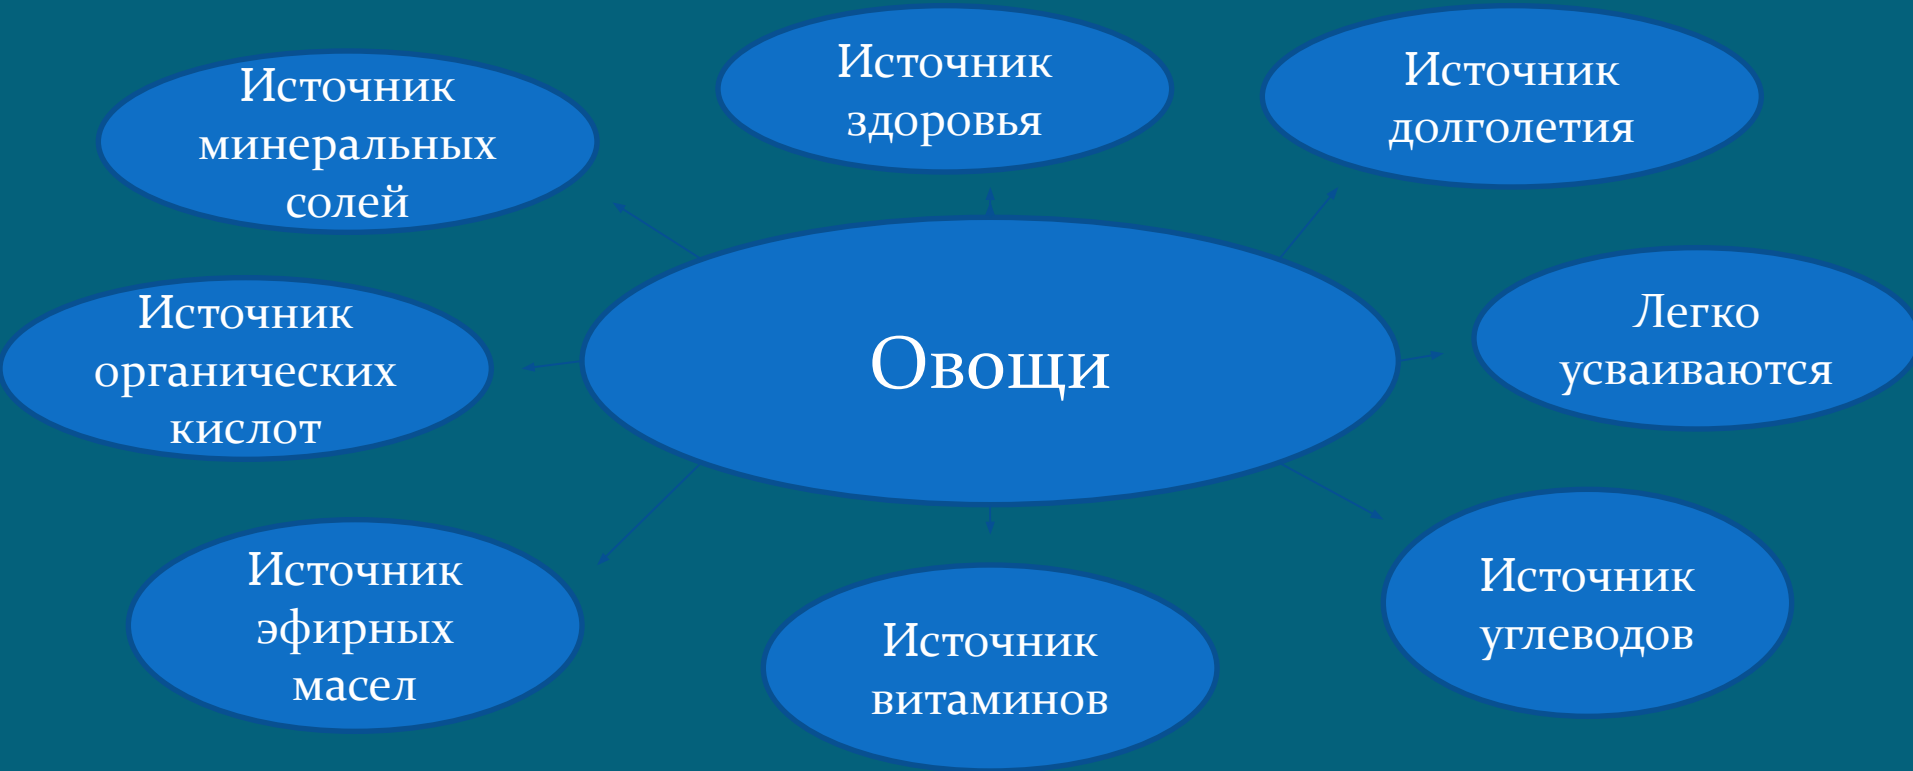 Источник
минеральных
солей
Источник
здоровья
Источник
долголетия
Источник
органических
кислот
Овощи
Легко
усваиваются
Источник
эфирных
масел
Источник
витаминов
Источник
углеводов